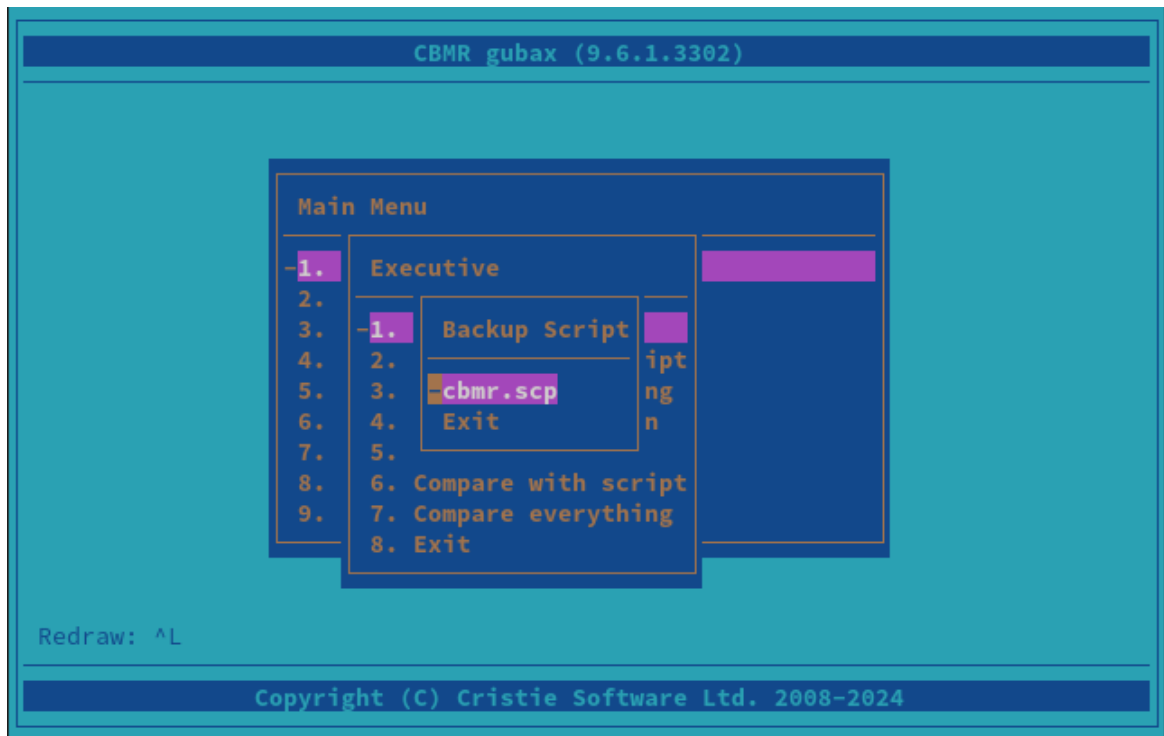 CBMR gubax (9.6.1.3302)
Main Menu
-1. Executive
2.
3. -1. Backup Script
4. 2. ipt
5. 3. -cbmr.scp ng
6. 4. Exit n
7. 5.
8. 6. Compare with script
9. 7. Compare everything
8. Exit
Redraw: ^L
Copyright (C) Cristie Software Ltd. 2008-2024